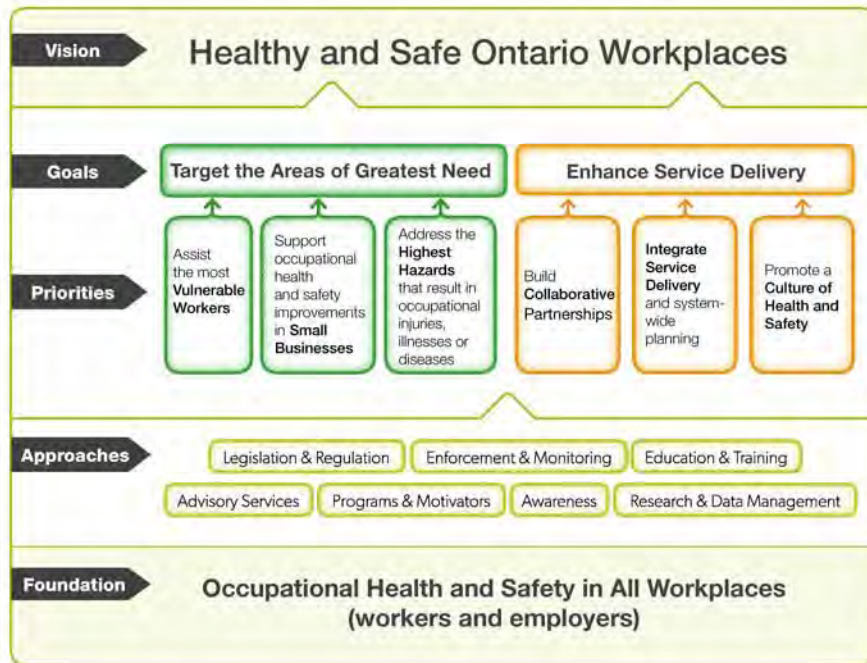 Vision
Healthy and Safe Ontario Workplaces
Goals
Target the Areas of Greatest Need
Enhance Service Delivery
Priorities
Assist
the most
Vulnerable
Workers
Support
occupational
health
and safety
improvements
in Small
Businesses
Address the
Highest
Hazards
that result in
occupational
injuries,
illnesses or
diseases
Build
Collaborative
Partnerships
Integrate
Service
Delivery
and system-
wide
planning
Promote a
Culture of
Health and
Safety
Approaches
Legislation & Regulation
Enforcement & Monitoring
Education & Training
Advisory Services
Programs & Motivators
Awareness
Research & Data Management
Foundation
Occupational Health and Safety in All Workplaces
(workers and employers)